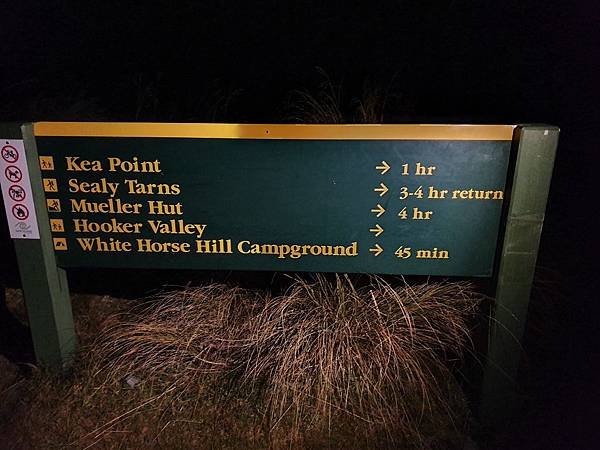 Kea Point → 1 hr
Sealy Tarns → 3-4 hr return
Mueller Hut → 4 hr
Hooker Valley →
White Horse Hill Campground → 45 min